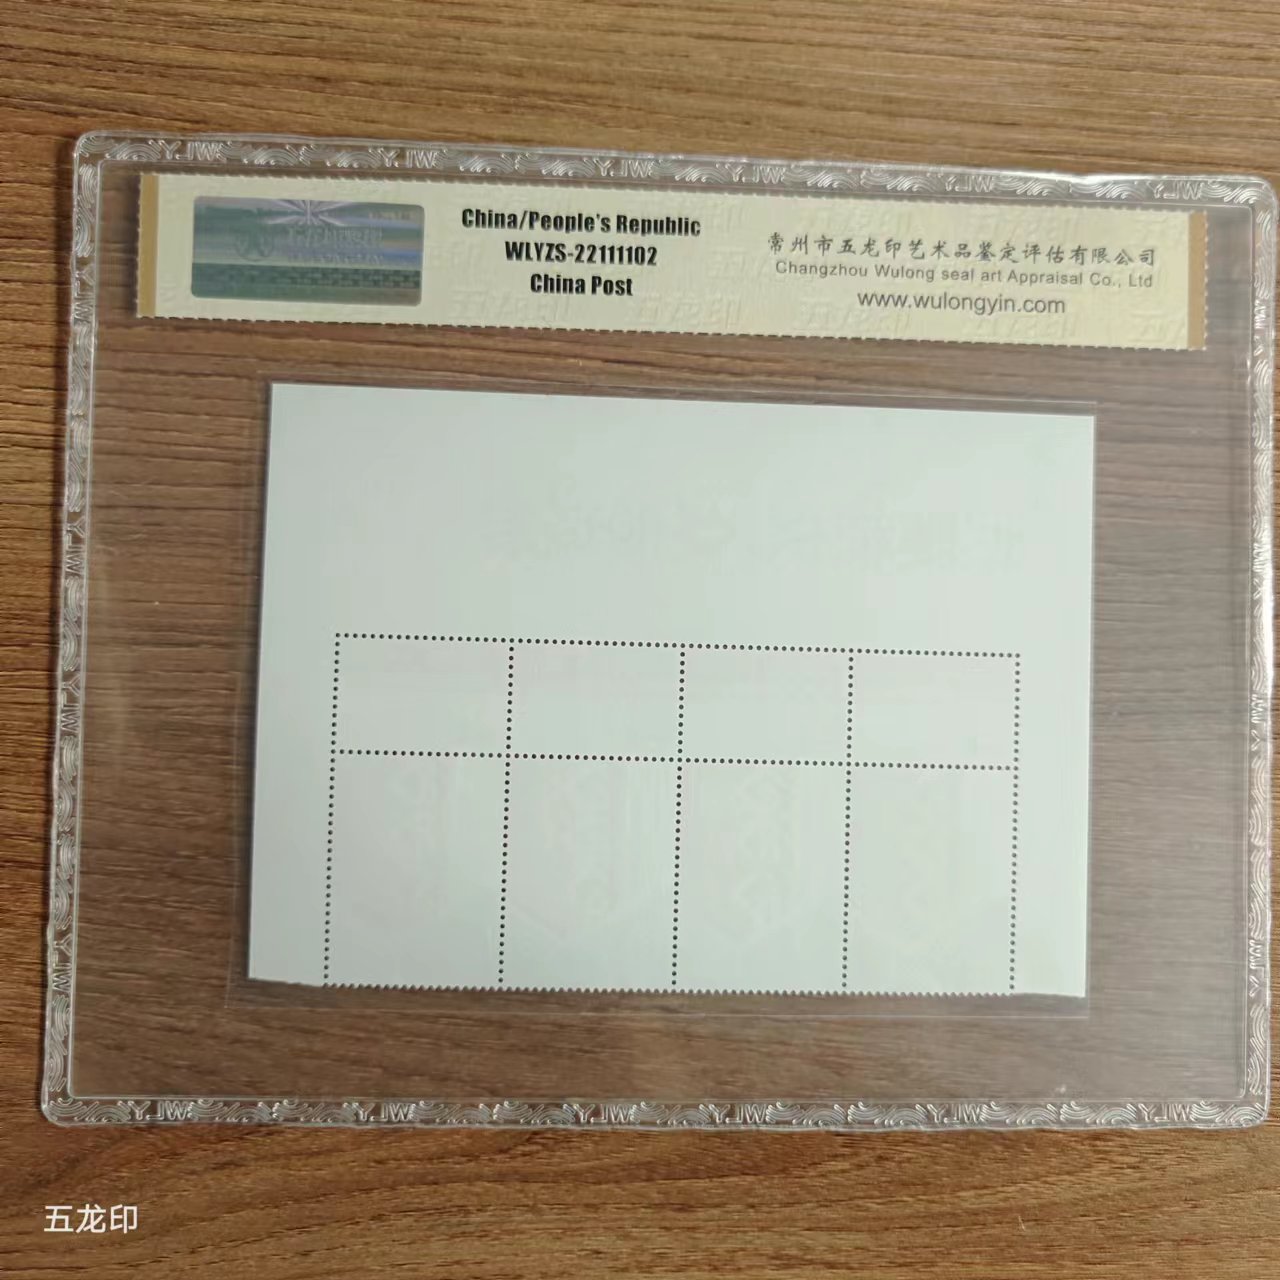 China/People's Republic
WLYZS-22111102
China Post
常州市五龙印艺术品鉴定评估有限公司
Changzhou Wulong seal art Appraisal Co., Ltd
www.wulongyin.com
五龙印